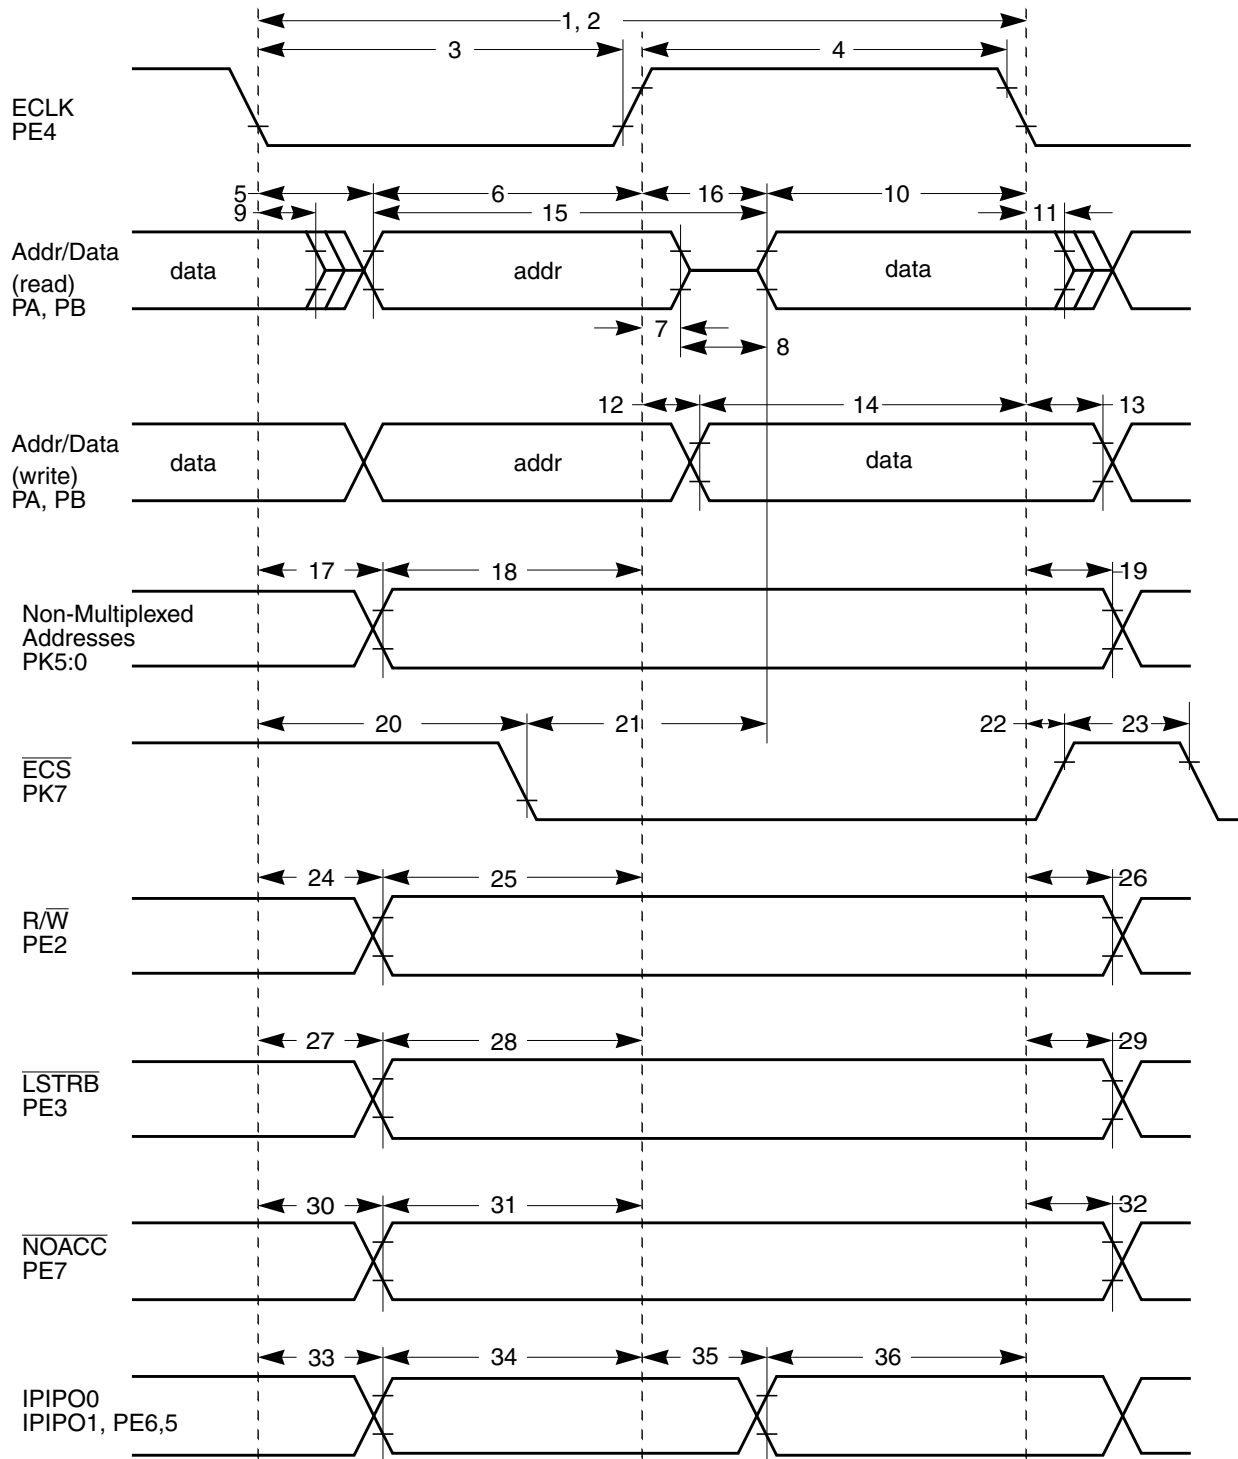 1, 2
3
4
ECLK
PE4
5
6
16
10
9
15
11
Addr/Data
(read)
PA, PB
data
addr
data
7
8
12
14
13
Addr/Data
(write)
PA, PB
data
addr
data
17
18
19
Non-Multiplexed
Addresses
PK5:0
20
21
22
23
ECS
PK7
24
25
26
R/W
PE2
27
28
29
LSTRB
PE3
30
31
32
NOACC
PE7
33
34
35
36
IPIPO0
IPIPO1, PE6,5